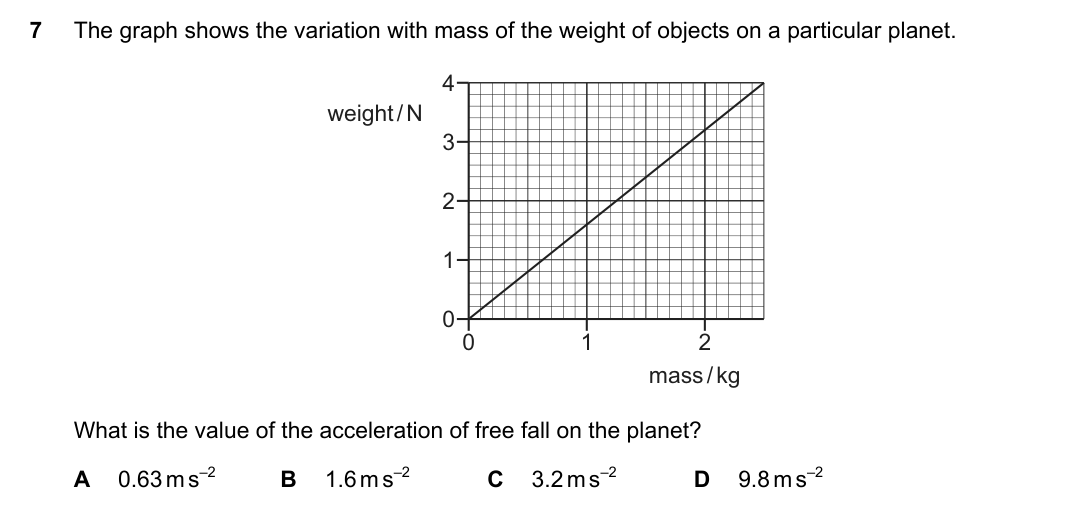 7 The graph shows the variation with mass of the weight of objects on a particular planet.
4
weight / N
3
2
1
0
0 1 2
mass / kg
What is the value of the acceleration of free fall on the planet?
A 0.63 m s⁻² B 1.6 m s⁻² C 3.2 m s⁻² D 9.8 m s⁻²